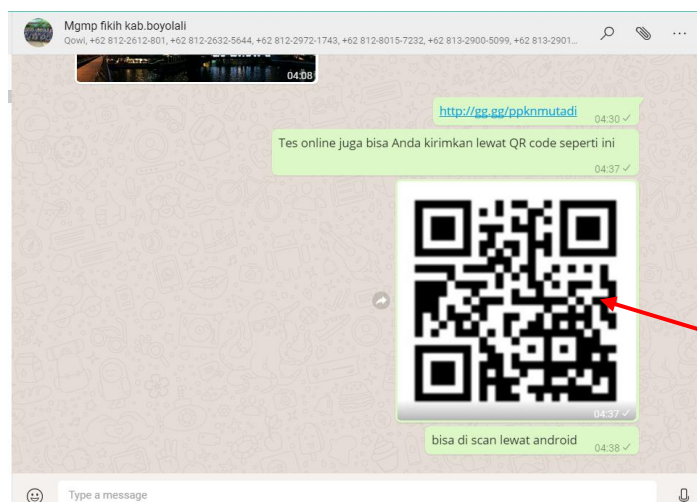 Mgmp fikih kab.boyolali
Qowi, +62 812-2612-801, +62 812-2632-5644, +62 812-2972-1743, +62 812-8015-7232, +62 813-2900-5099, +62 813-2901...
04:08
http://gg.gg/ppknmutadi
04:30
Tes online juga bisa Anda kirimkan lewat QR code seperti ini
04:37
04:37
bisa di scan lewat android
04:38
Type a message